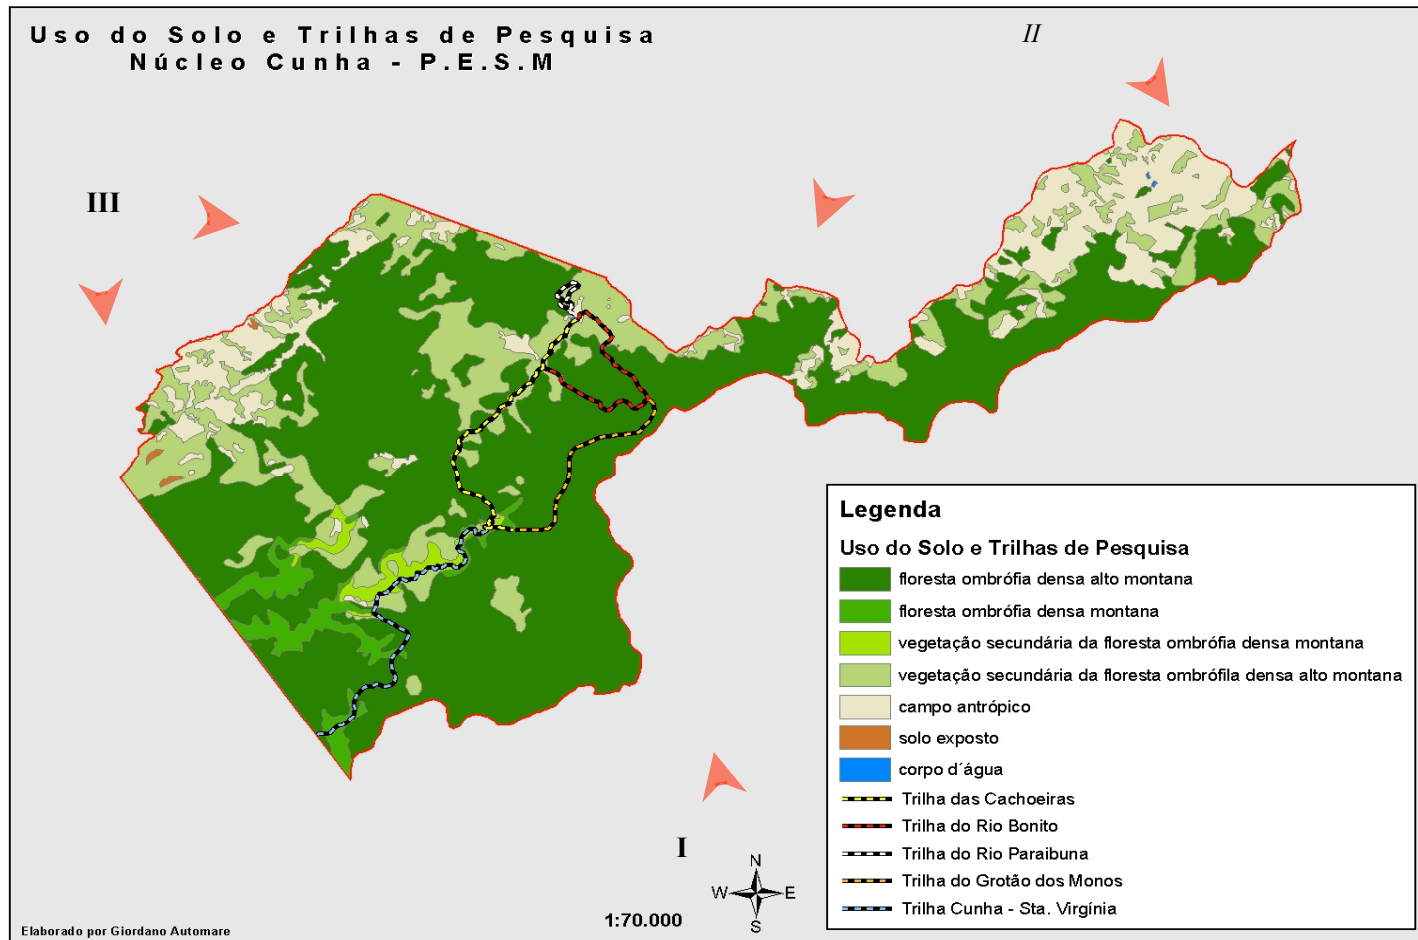 Uso do Solo e Trilhas de Pesquisa
Núcleo Cunha - P.E.S.M
II
III
I
N
W E
S
1:70.000
Elaborado por Giordano Automare
Legenda
Uso do Solo e Trilhas de Pesquisa
floresta ombrófia densa alto montana
floresta ombrófia densa montana
vegetação secundária da floresta ombrófia densa montana
vegetação secundária da floresta ombrófila densa alto montana
campo antrópico
solo exposto
corpo d´água
Trilha das Cachoeiras
Trilha do Rio Bonito
Trilha do Rio Paraibuna
Trilha do Grotão dos Monos
Trilha Cunha - Sta. Virgínia